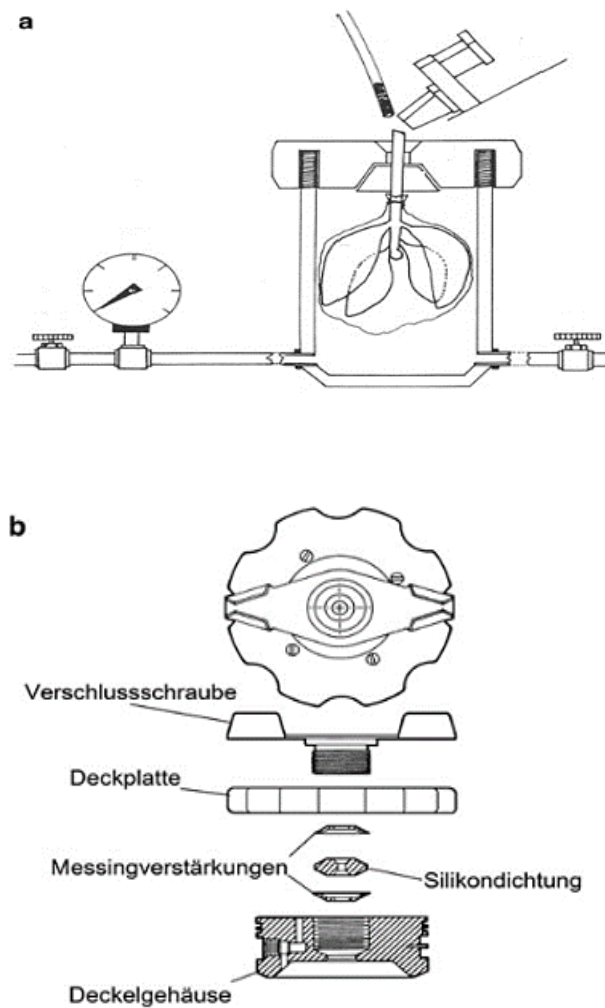 a
b
Verschlussschraube
Deckplatte
Messingverstärkungen
Silikondichtung
Deckelgehäuse